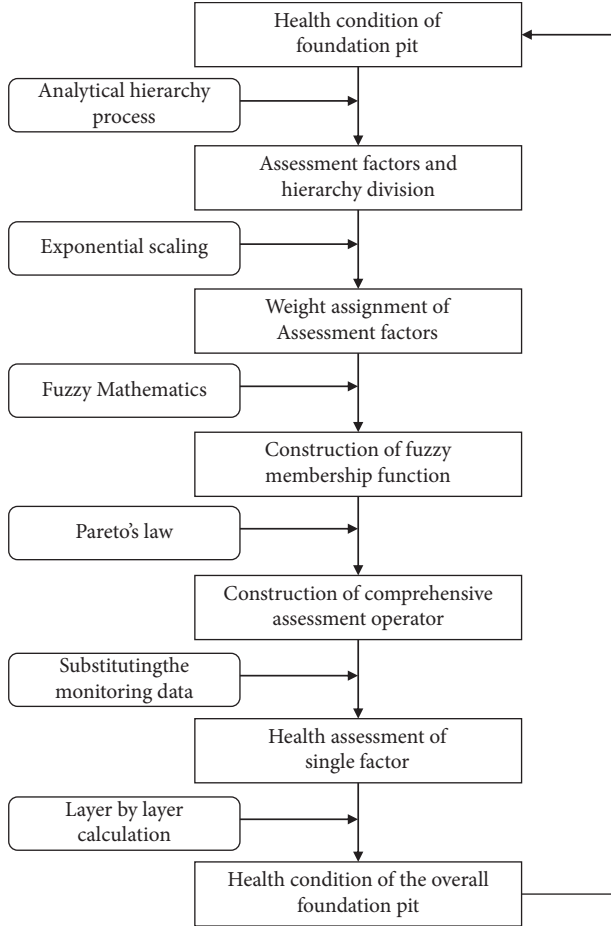 Health condition of
foundation pit
Analytical hierarchy
process
Assessment factors and
hierarchy division
Exponential scaling
Weight assignment of
Assessment factors
Fuzzy Mathematics
Construction of fuzzy
membership function
Pareto's law
Construction of comprehensive
assessment operator
Substitutingthe
monitoring data
Health assessment of
single factor
Layer by layer
calculation
Health condition of the overall
foundation pit